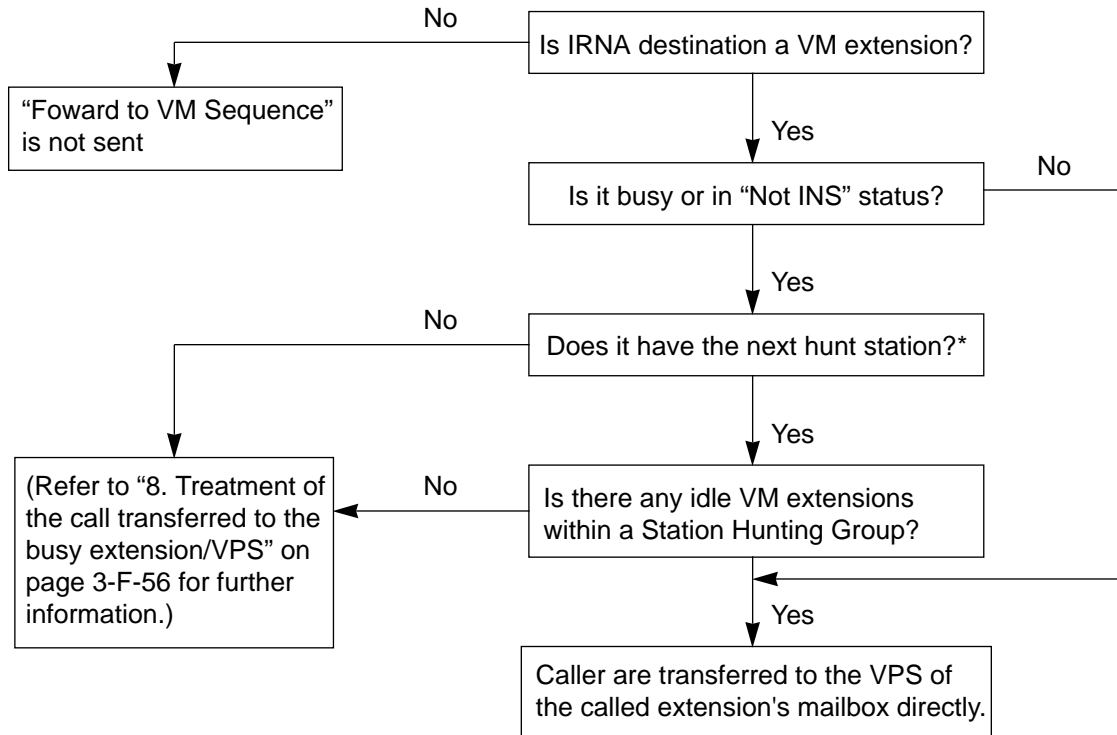 No
Is IRNA destination a VM extension?
“Foward to VM Sequence”
is not sent
Yes
No
Is it busy or in “Not INS” status?
Yes
No
Does it have the next hunt station?*
Yes
(Refer to “8. Treatment of
the call transferred to the
busy extension/VPS” on
page 3-F-56 for further
information.)
No
Is there any idle VM extensions
within a Station Hunting Group?
Yes
Caller are transferred to the VPS of
the called extension's mailbox directly.